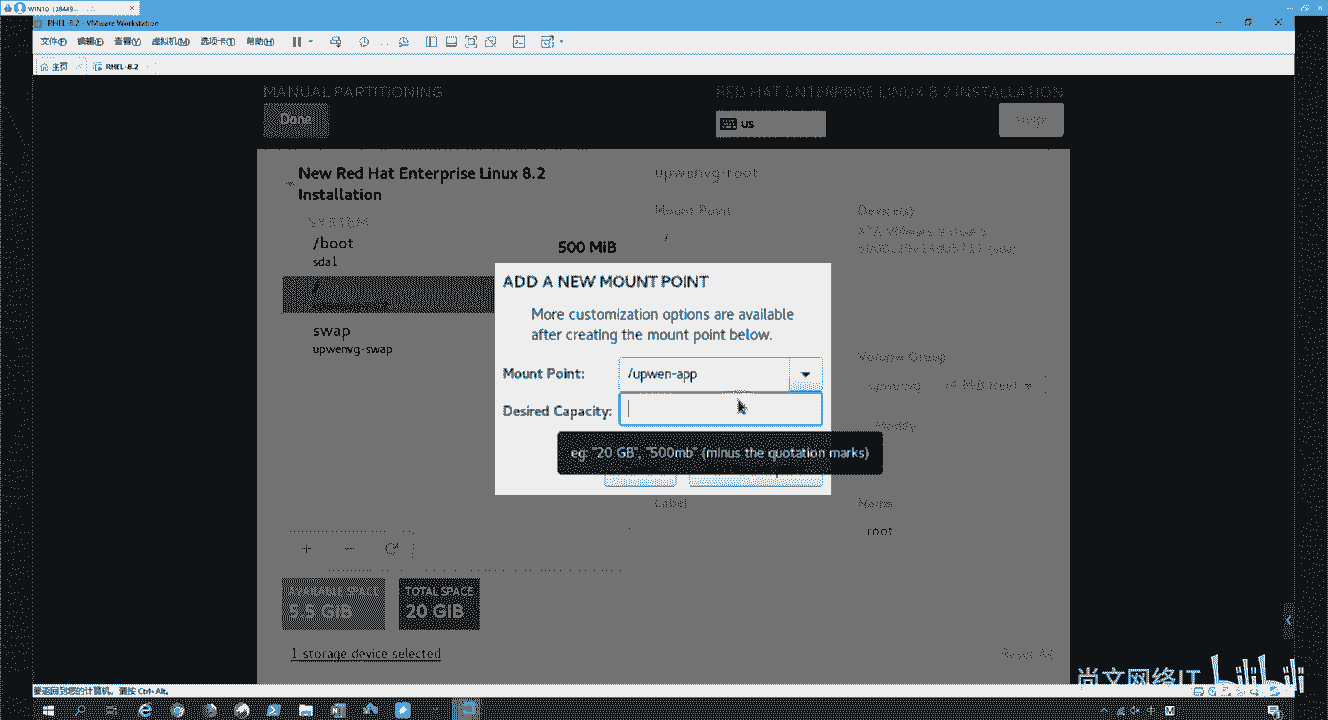 RHEL-8.2 - VMware Workstation
文件(F) 编辑(E) 查看(V) 虚拟机(M) 选项卡(T) 帮助(H)
主页 RHEL-8.2
MANUAL PARTITIONING
RED HAT ENTERPRISE LINUX 8.2 INSTALLATION
Done
us
New Red Hat Enterprise Linux 8.2
Installation
SYSTEM
/boot
500 MiB
sda1
/
swap
upwenvg-swap
upwenvg-root
Mount Point
Device(s)
/
ADD A NEW MOUNT POINT
More customization options are available
after creating the mount point below.
Mount Point:
/upwen-app
Desired Capacity:
eg: "20 GB", "500mb" (minus the quotation marks)
Volume Group
Modify
Label
Name
root
AVAILABLE SPACE
5.5 GIB
TOTAL SPACE
20 GIB
1 storage device selected
Reset All
尚文网络IT bilibili
要返回到您的计算机，请按 Ctrl+Alt。